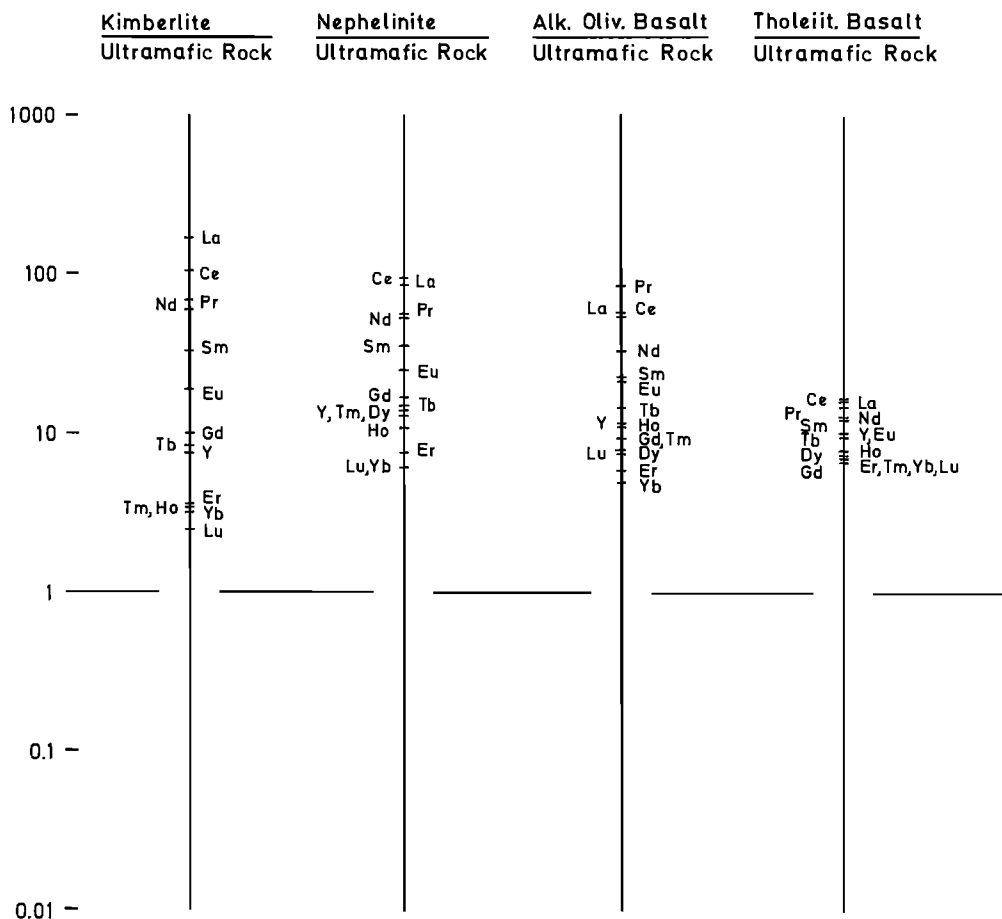 Kimberlite
Ultramafic Rock
Nephelinite
Ultramafic Rock
Alk. Oliv. Basalt
Ultramafic Rock
Tholeiit. Basalt
Ultramafic Rock
1000
100
10
1
0.1
0.01
La
Ce
Nd Pr
Sm
Eu
Gd
Tb Y
Er
Tm, Ho Yb
Lu
Ce La
Nd Pr
Sm
Eu
Gd
Tb
Y, Tm, Dy
Ho
Er
Lu, Yb
Pr
La Ce
Nd
Sm
Eu
Tb
Y Ho
Gd, Tm
Lu Dy
Er
Yb
Ce La
Pr Nd
Sm
Tb Y, Eu
Dy Ho
Gd Er, Tm, Yb, Lu